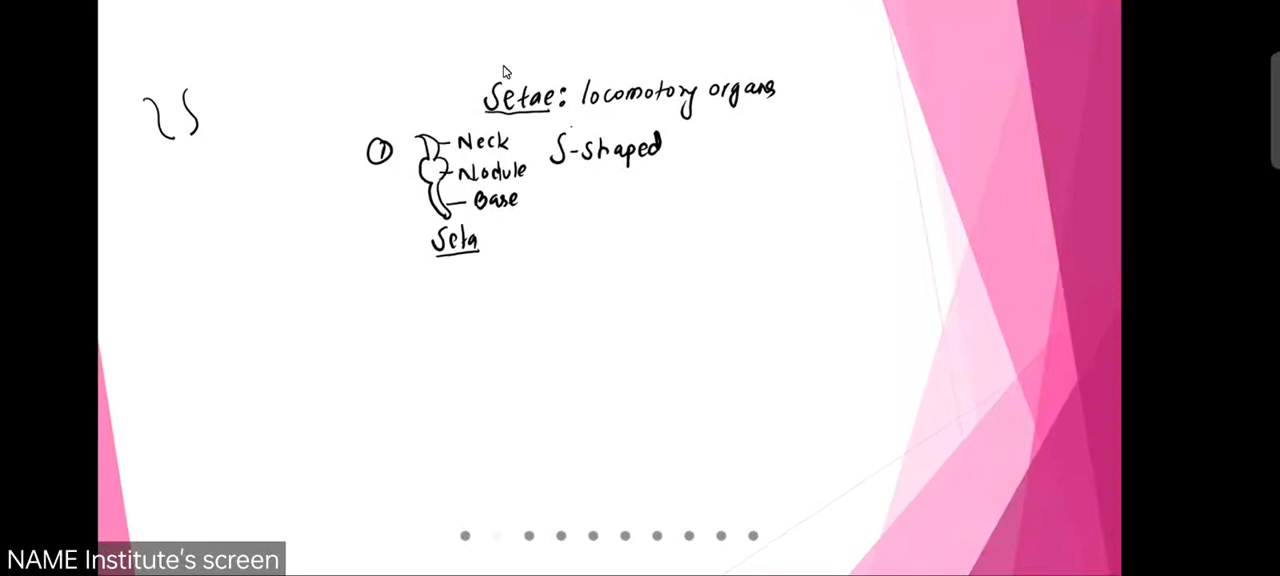 Setae: locomotory organs
① Neck S-shaped
Nodule
Base
Seta
NAME Institute's screen